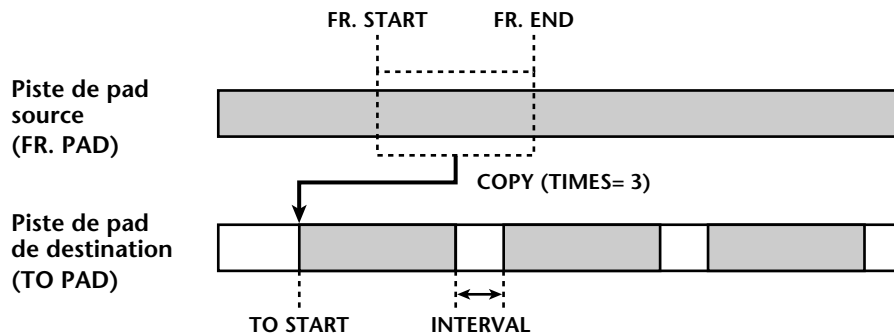 FR. START
FR. END
Piste de pad
source
(FR. PAD)
COPY (TIMES= 3)
Piste de pad
de destination
(TO PAD)
TO START
INTERVAL